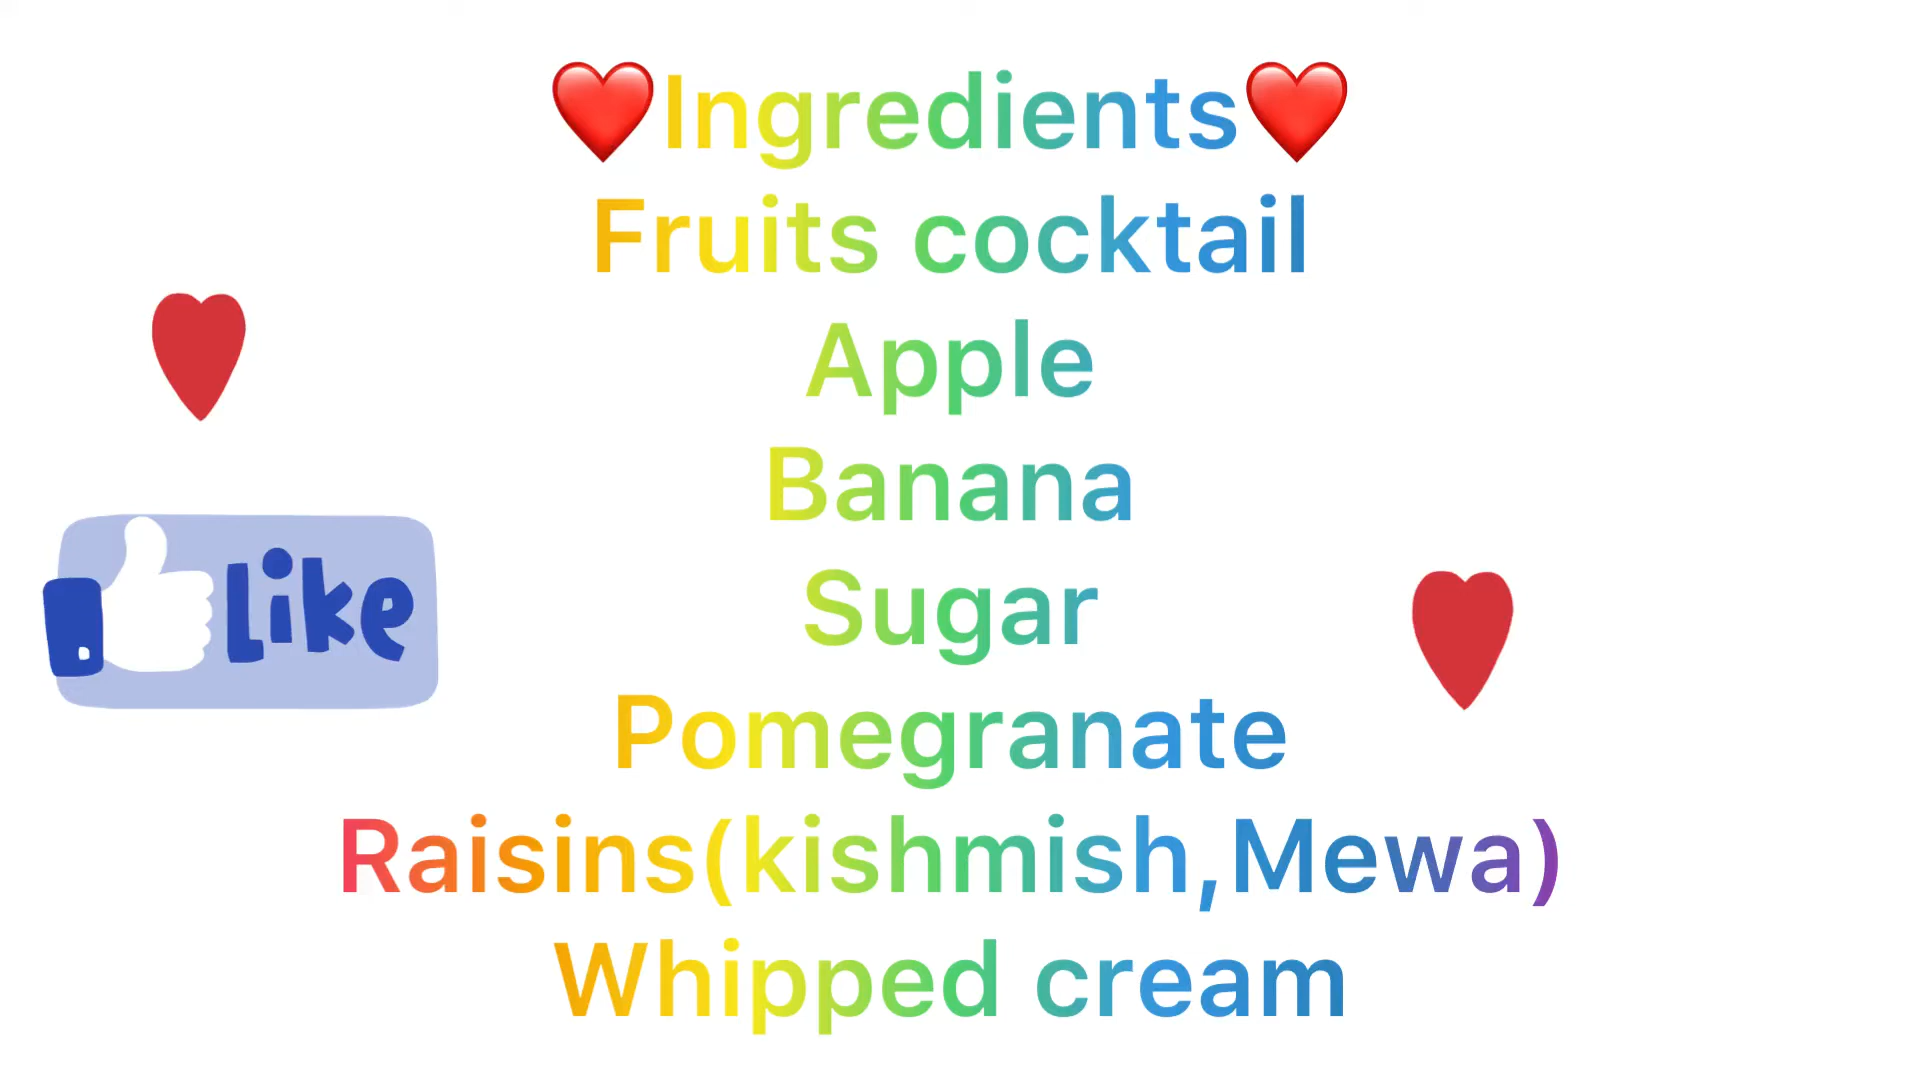 ❤️Ingredients❤️
Fruits cocktail
Apple
Banana
Like
Sugar
Pomegranate
Raisins(kishmish,Mewa)
Whipped cream